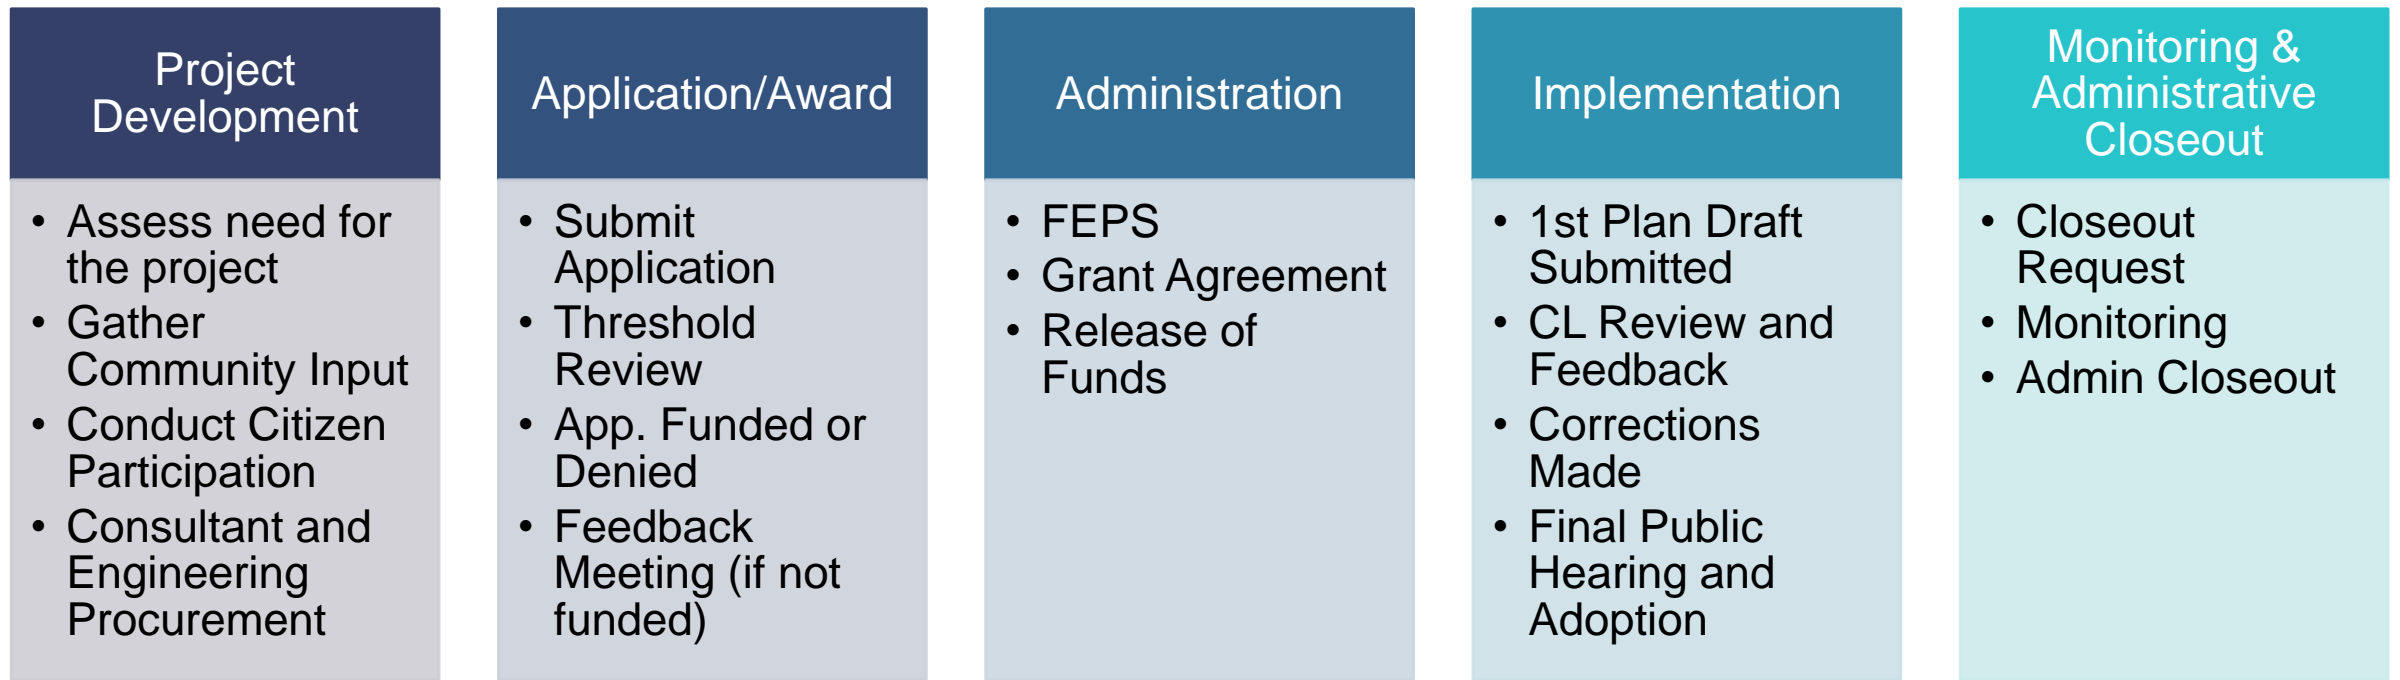 Project
Development
• Assess need for
the project
• Gather
Community Input
• Conduct Citizen
Participation
• Consultant and
Engineering
Procurement
Application/Award
• Submit
Application
• Threshold
Review
• App. Funded or
Denied
• Feedback
Meeting (if not
funded)
Administration
• FEPS
• Grant Agreement
• Release of
Funds
Implementation
• 1st Plan Draft
Submitted
• CL Review and
Feedback
• Corrections
Made
• Final Public
Hearing and
Adoption
Monitoring &
Administrative
Closeout
• Closeout
Request
• Monitoring
• Admin Closeout